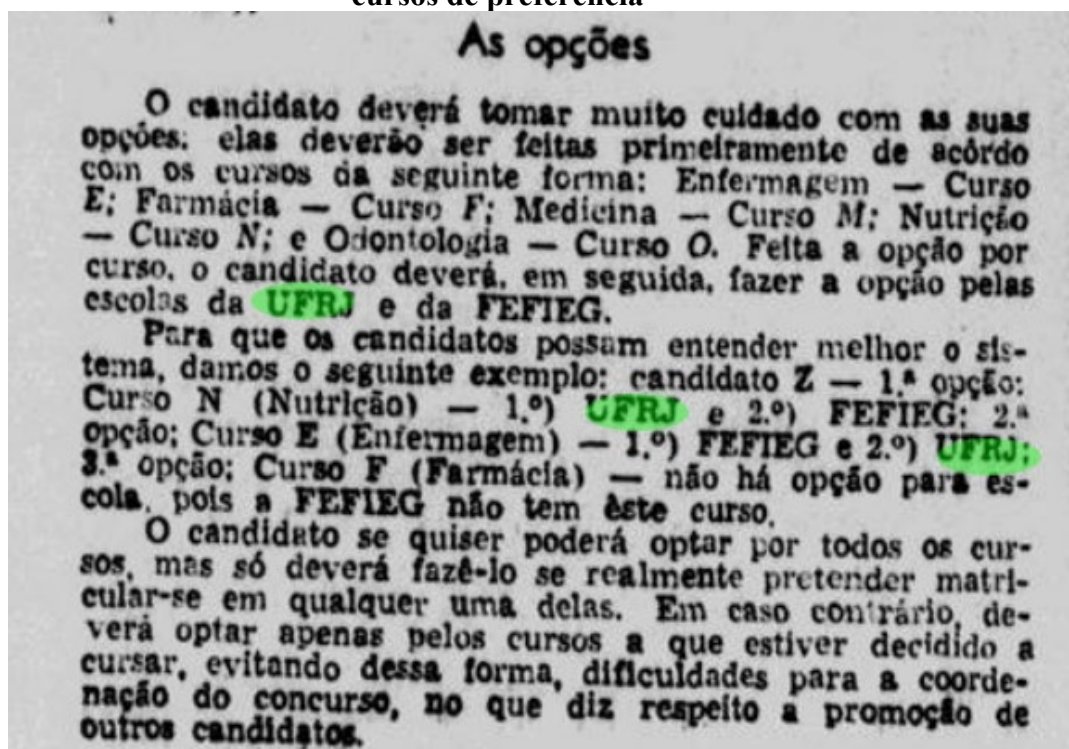 cursos de preferência
As opções
O candidato deverá tomar muito cuidado com as suas
opções: elas deverão ser feitas primeiramente de acôrdo
com os cursos da seguinte forma: Enfermagem — Curso
E; Farmácia — Curso F; Medicina — Curso M; Nutrição
— Curso N; e Odontologia — Curso O. Feita a opção por
curso, o candidato deverá, em seguida, fazer a opção pelas
escolas da UFRJ e da FEFIEG.
Para que os candidatos possam entender melhor o sis-
tema, damos o seguinte exemplo: candidato Z — 1.ª opção:
Curso N (Nutrição) — 1.º) UFRJ e 2.º) FEFIEG; 2.ª
opção; Curso E (Enfermagem) — 1.º) FEFIEG e 2.º) UFRJ;
3.ª opção; Curso F (Farmácia) — não há opção para es-
cola, pois a FEFIEG não tem êste curso.
O candidato se quiser poderá optar por todos os cur-
sos, mas só deverá fazê-lo se realmente pretender matri-
cular-se em qualquer uma delas. Em caso contrário, de-
verá optar apenas pelos cursos a que estiver decidido a
cursar, evitando dessa forma, dificuldades para a coorde-
nação do concurso, no que diz respeito a promoção de
outros candidatos.